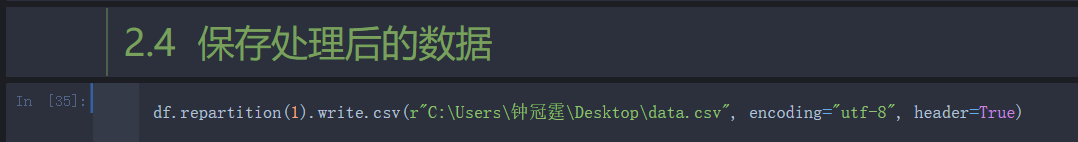 2.4 保存处理后的数据
In [35]: df.repartition(1).write.csv(r"C:\Users\钟冠霆\Desktop\data.csv", encoding="utf-8", header=True)